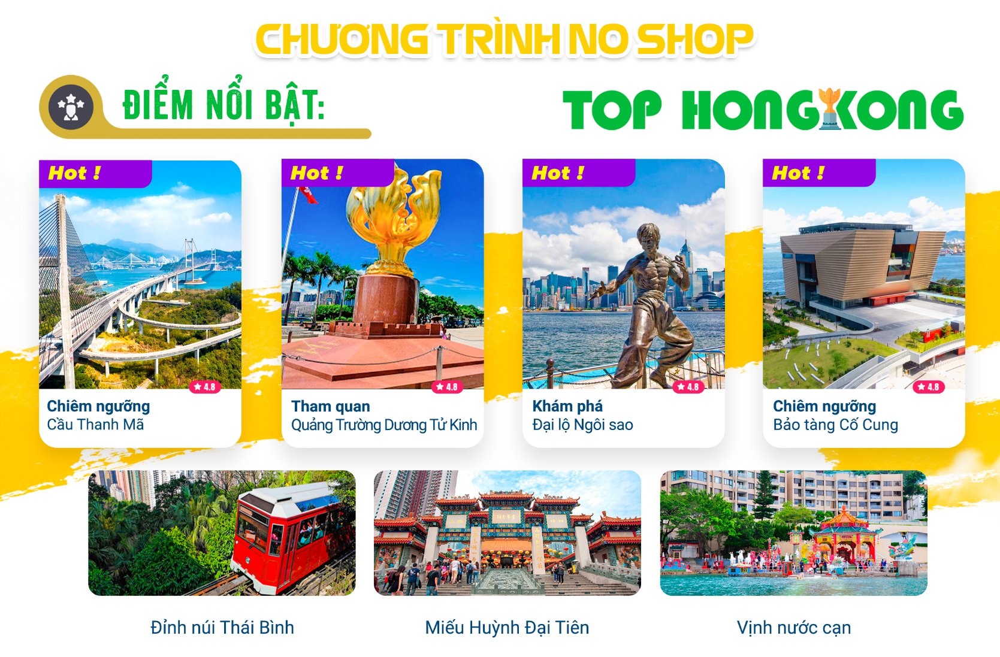 CHƯƠNG TRÌNH NO SHOP
ĐIỂM NỔI BẬT:
TOP HONGKONG
Hot !
Hot !
Hot !
Hot !
PHILIPS
4.8
4.8
4.8
4.8
Chiêm ngưỡng
Cầu Thanh Mã
Tham quan
Quảng Trường Dương Tử Kinh
Khám phá
Đại lộ Ngôi sao
Chiêm ngưỡng
Bảo tàng Cố Cung
Đỉnh núi Thái Bình
Miếu Huỳnh Đại Tiên
Vịnh nước cạn